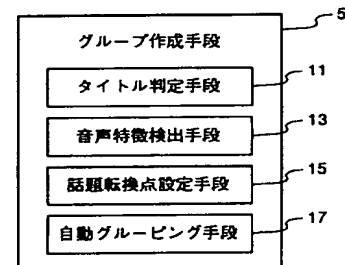 5
グループ作成手段
タイトル判定手段
11
音声特徴検出手段
13
話題転換点設定手段
15
自動グルーピング手段
17